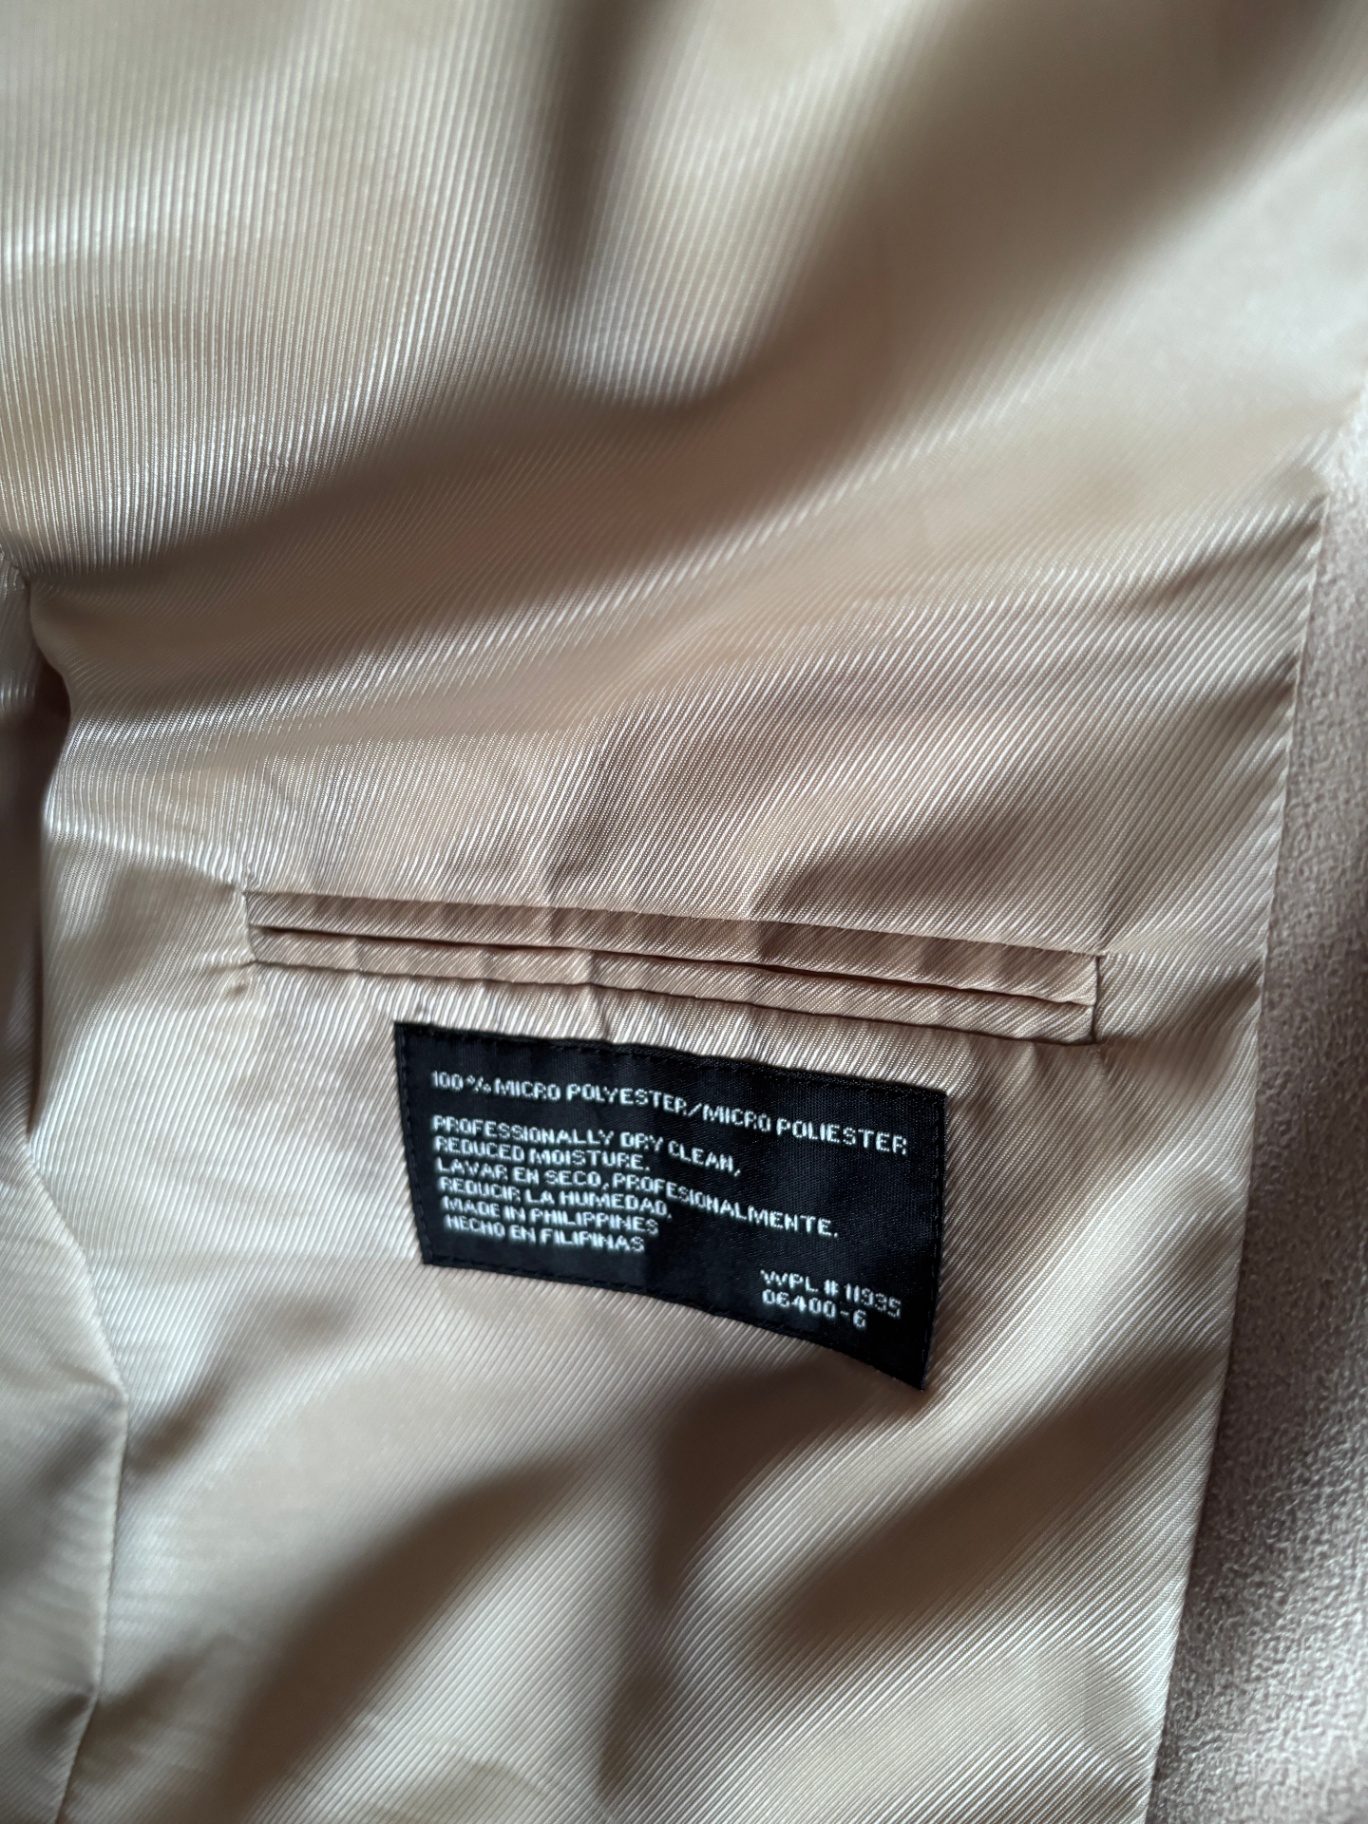 100% MICRO POLYESTER/MICRO POLIESTER
PROFESSIONALLY DRY CLEAN,
REDUCED MOISTURE.
LAVAR EN SECO, PROFESIONALMENTE.
REDUCIR LA HUMEDAD.
MADE IN PHILIPPINES
HECHO EN FILIPINAS
WPL # 11935
06400-6